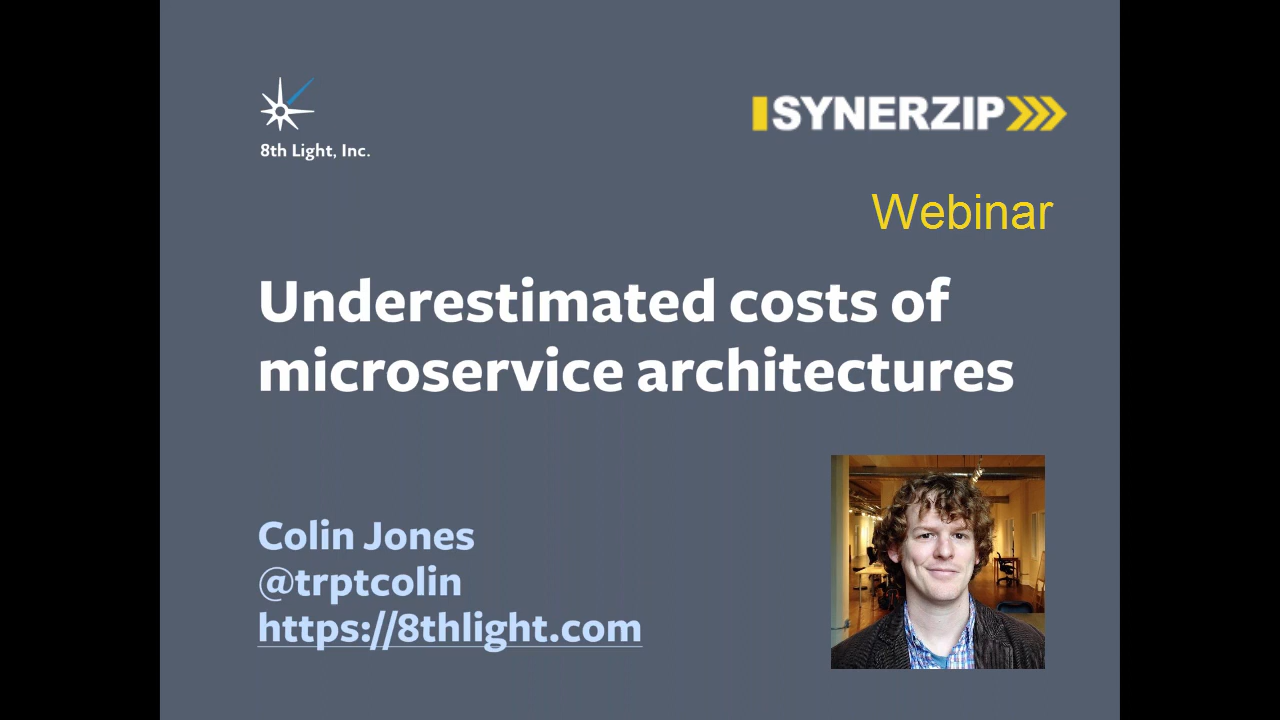 8th Light, Inc.
SYNERZIP
Webinar
Underestimated costs of
microservice architectures
Colin Jones
@trptcolin
https://8thlight.com